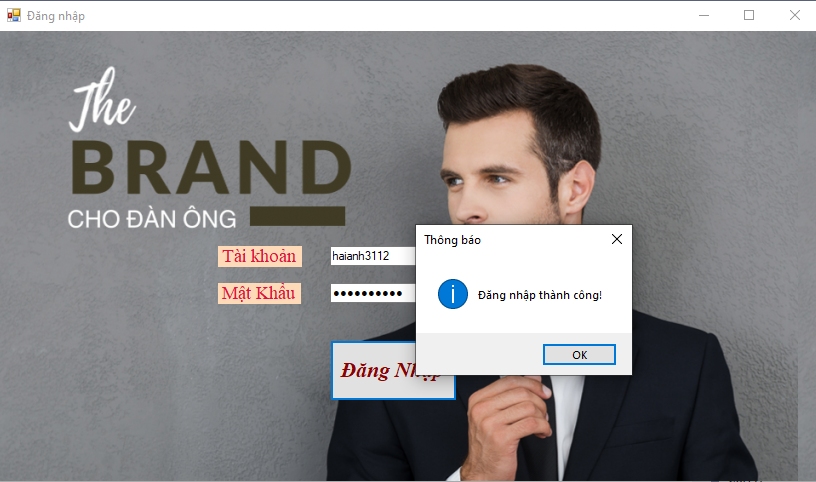 Đăng nhập
The
BRAND
CHO ĐÀN ÔNG
Tài khoản
haianh3112
Mật Khẩu
••••••••••
Đăng Nhập
Thông báo
Đăng nhập thành công!
OK